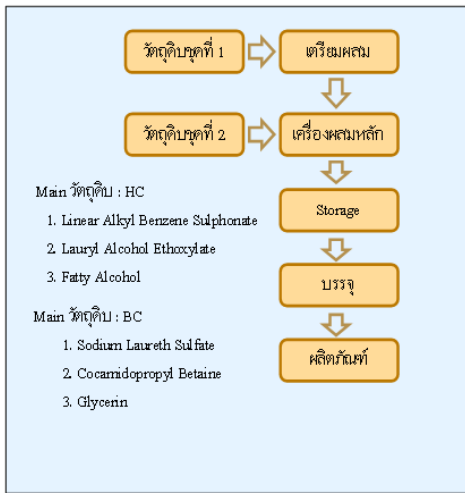 วัตถุดิบชุดที่ 1
เตรียมผสม
วัตถุดิบชุดที่ 2
เครื่องผสมหลัก
Storage
บรรจุ
ผลิตภัณฑ์
Main วัตถุดิบ : HC
1. Linear Alkyl Benzene Sulphonate
2. Lauryl Alcohol Ethoxylate
3. Fatty Alcohol
Main วัตถุดิบ : BC
1. Sodium Laureth Sulfate
2. Cocamidopropyl Betaine
3. Glycerin